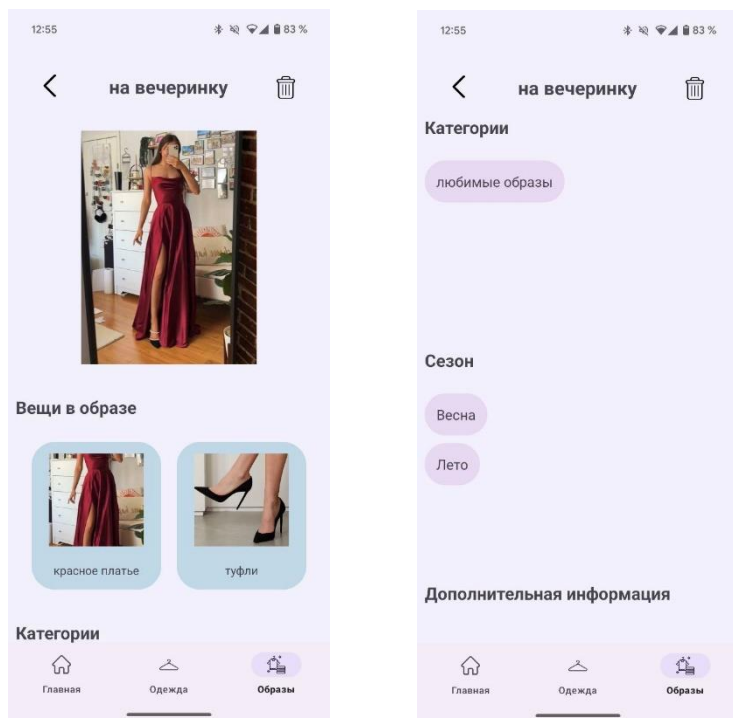 12:55 83 %
на вечеринку
Вещи в образе
красное платье туфли
Категории
Главная Одежда Образы
12:55 83 %
на вечеринку
Категории
любимые образы
Сезон
Весна
Лето
Дополнительная информация
Главная Одежда Образы